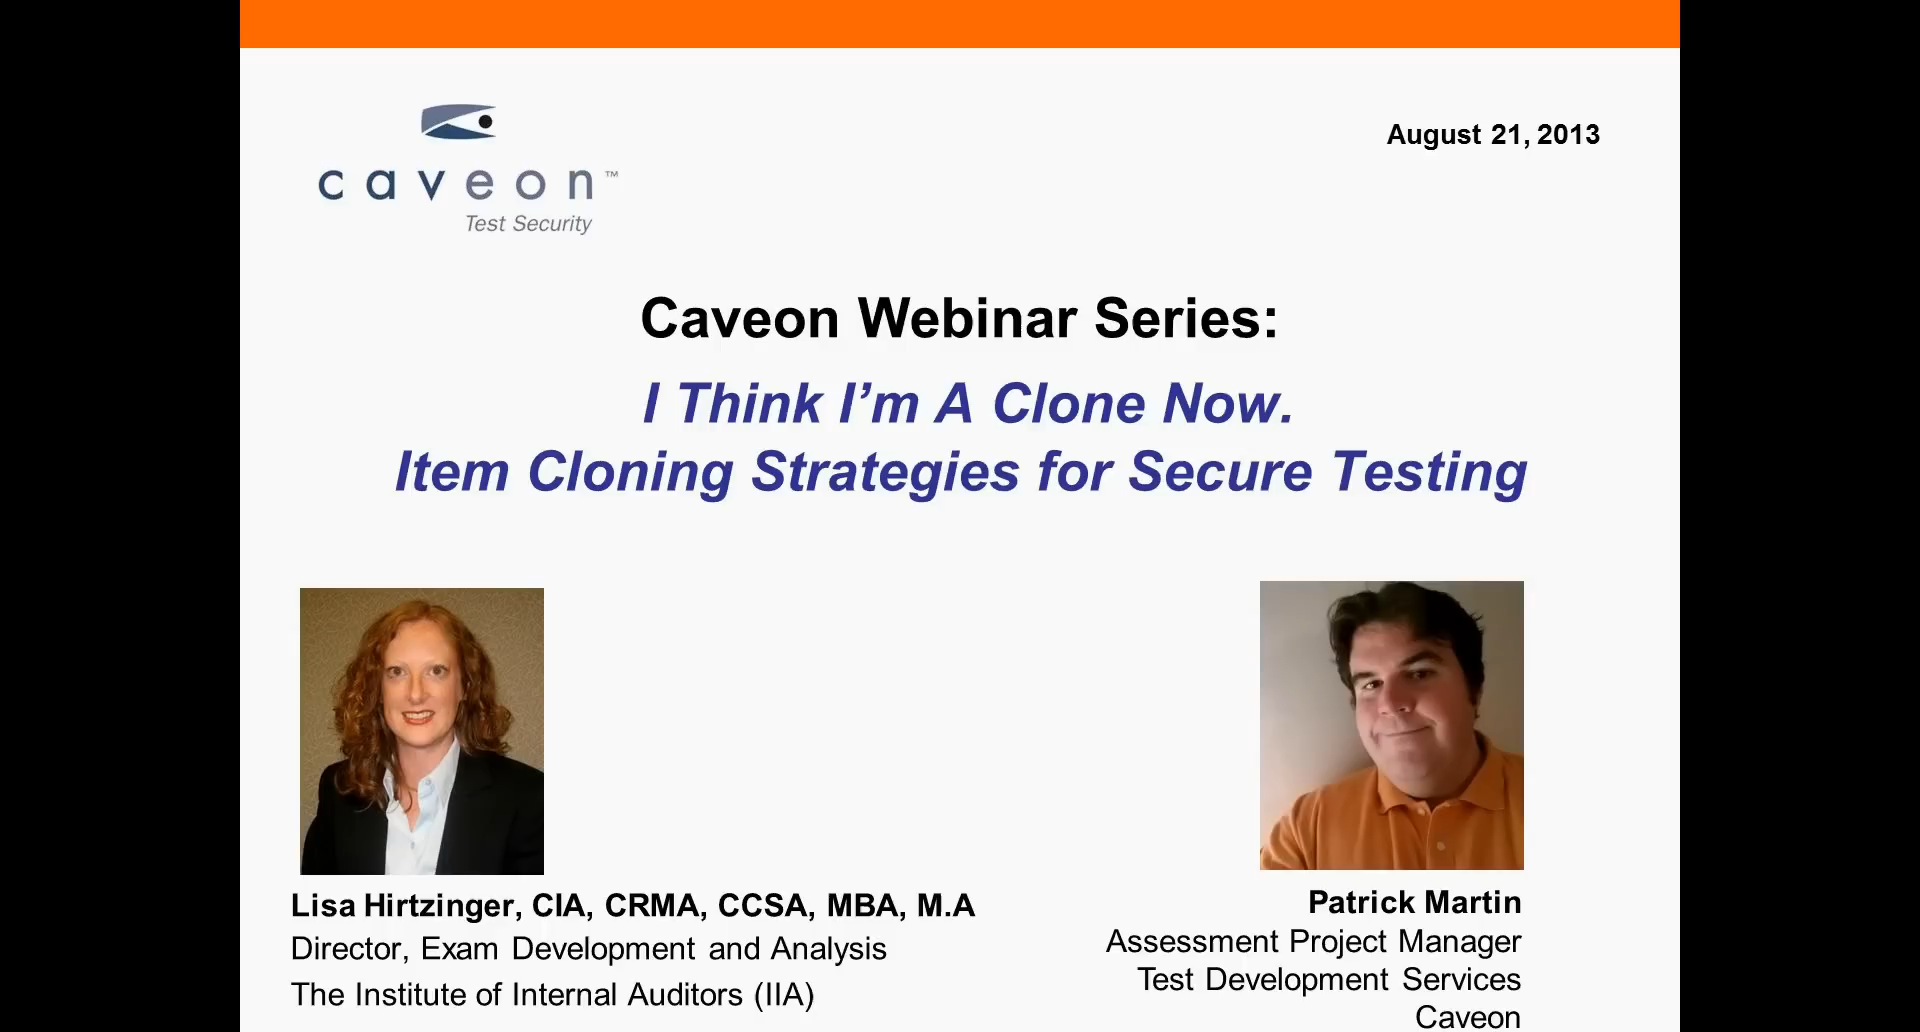 caveon™
Test Security
August 21, 2013
Caveon Webinar Series:
I Think I’m A Clone Now.
Item Cloning Strategies for Secure Testing
Lisa Hirtzinger, CIA, CRMA, CCSA, MBA, M.A
Director, Exam Development and Analysis
The Institute of Internal Auditors (IIA)
Patrick Martin
Assessment Project Manager
Test Development Services
Caveon